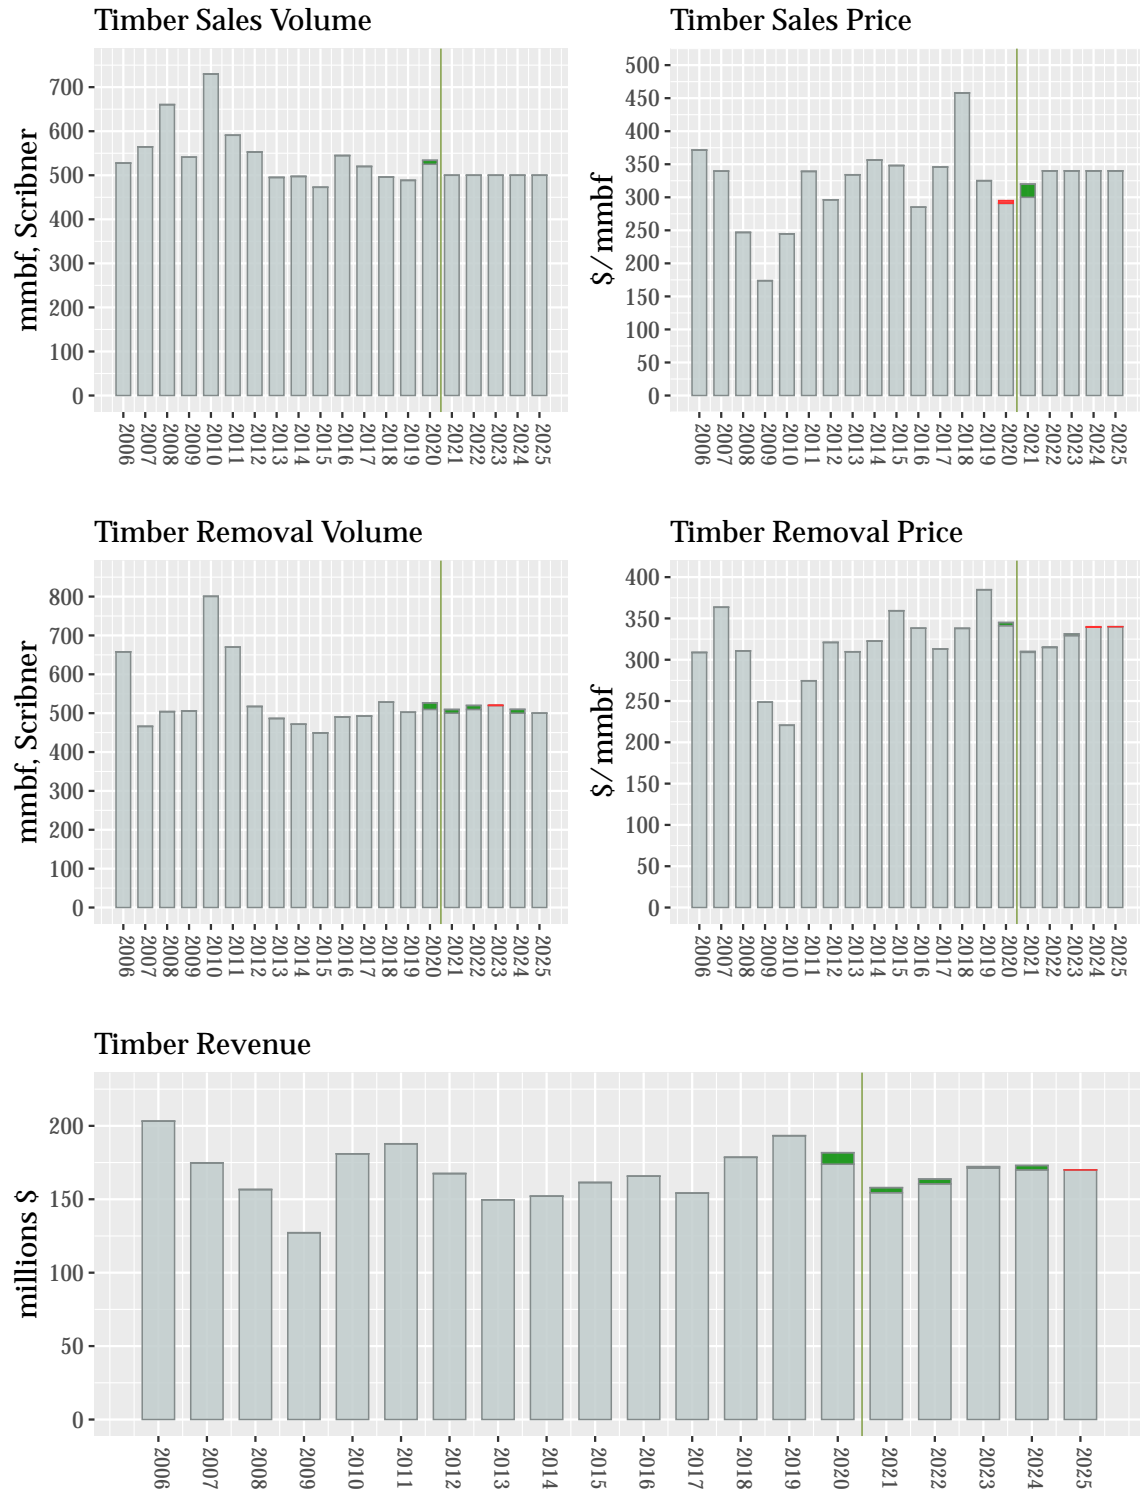 Timber Sales Volume
mmbf, Scribner
700
600
500
400
300
200
100
0
2006 2007 2008 2009 2010 2011 2012 2013 2014 2015 2016 2017 2018 2019 2020 2021 2022 2023 2024 2025
Timber Sales Price
$/mmbf
500
450
400
350
300
250
200
150
100
50
0
2006 2007 2008 2009 2010 2011 2012 2013 2014 2015 2016 2017 2018 2019 2020 2021 2022 2023 2024 2025
Timber Removal Volume
mmbf, Scribner
800
700
600
500
400
300
200
100
0
2006 2007 2008 2009 2010 2011 2012 2013 2014 2015 2016 2017 2018 2019 2020 2021 2022 2023 2024 2025
Timber Removal Price
$/mmbf
400
350
300
250
200
150
100
50
0
2006 2007 2008 2009 2010 2011 2012 2013 2014 2015 2016 2017 2018 2019 2020 2021 2022 2023 2024 2025
Timber Revenue
millions $
200
150
100
50
0
2006 2007 2008 2009 2010 2011 2012 2013 2014 2015 2016 2017 2018 2019 2020 2021 2022 2023 2024 2025